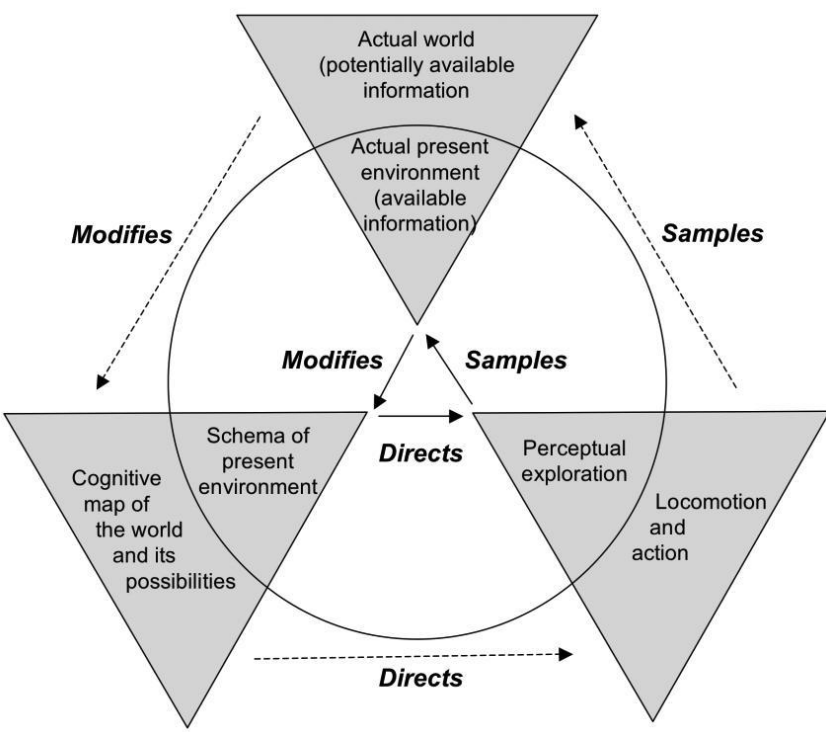 Actual world
(potentially available
information
Actual present
environment
(available
information)
Modifies
Samples
Modifies
Samples
Directs
Schema of
present
environment
Cognitive
map of
the world
and its
possibilities
Perceptual
exploration
Locomotion
and
action
Directs